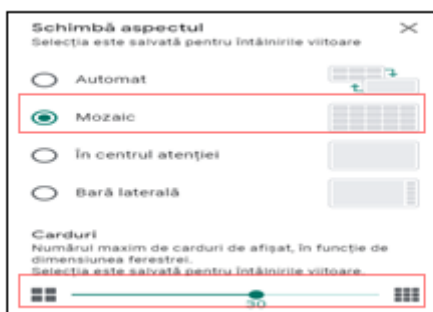 Schimbă aspectul
Selecția este salvată pentru întâlnirile viitoare
Automat
Mozaic
În centrul atenției
Bară laterală
Carduri
Numărul maxim de carduri de afișat, în funcție de
dimensiunea ferestrei.
Selecția este salvată pentru întâlnirile viitoare.
30